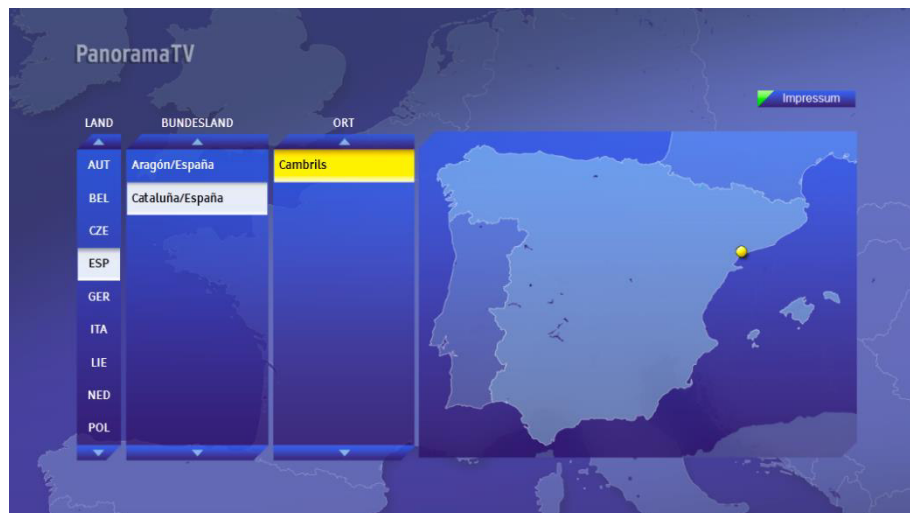 PanoramaTV
Impressum
LAND BUNDESLAND ORT
AUT Aragón/España Cambrils
BEL Cataluña/España
CZE
ESP
GER
ITA
LIE
NED
POL